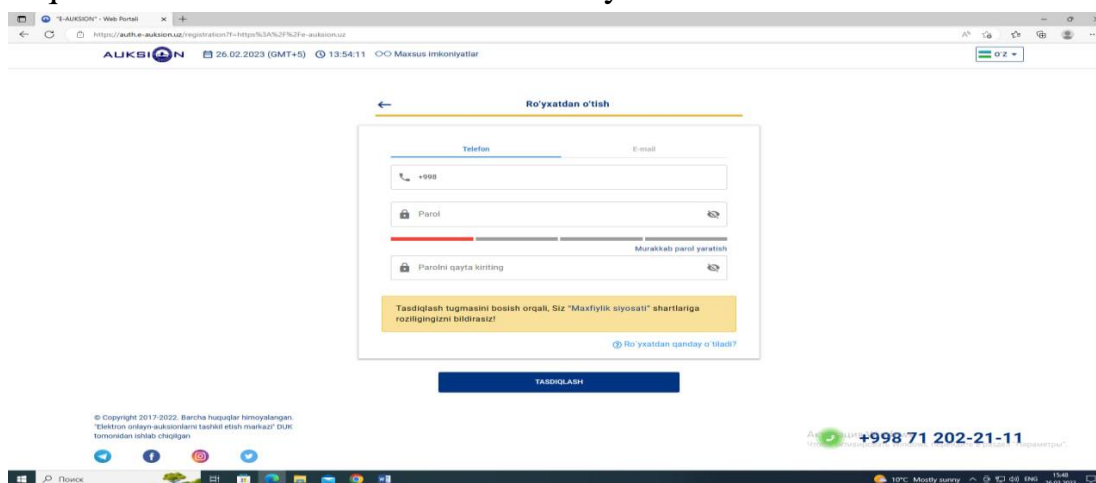 "E-AUKSION" - Web Portali
https://auth.e-auksion.uz/registration?f=https%3A%2F%2Fe-auksion.uz
AUKSION 26.02.2023 (GMT+5) 13:54:11 Maxsus imkoniyatlar O'Z
Ro'yxatdan o'tish
Telefon E-mail
+998
Parol
Murakkab parol yaratish
Parolni qayta kiriting
Tasdiqlash tugmasini bosish orqali, Siz "Maxfiylik siyosati" shartlariga
roziligingizni bildirasiz!
Ro'yxatdan qanday o'tiladi?
TASDIQLASH
© Copyright 2017-2022. Barcha huquqlar himoyalangan.
"Elektron onlayn-auksionlarni tashkil etish markazi" DUK
tomonidan ishlab chiqilgan
+998 71 202-21-11
Поиск
10°C Mostly sunny ENG 15:48